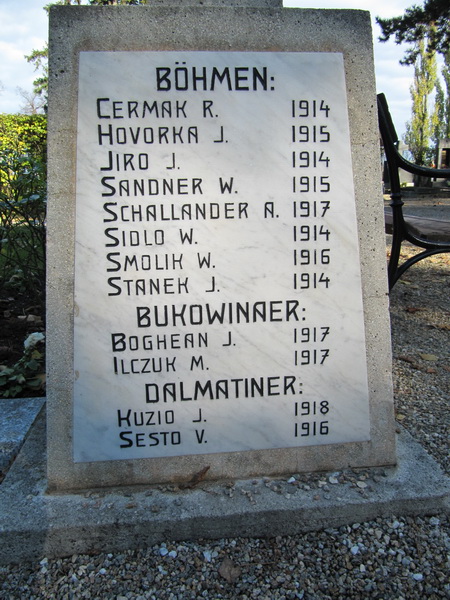 BÖHMEN:
CERMAK R. 1914
HOVORKA J. 1915
JIRO J. 1914
SANDNER W. 1915
SCHALLANDER A. 1917
SIDLO W. 1914
SMOLIK W. 1916
STANEK J. 1914
BUKOWINAER:
BOGHEAN J. 1917
ILCZUK M. 1917
DALMATINER:
KUZIO J. 1918
SESTO V. 1916